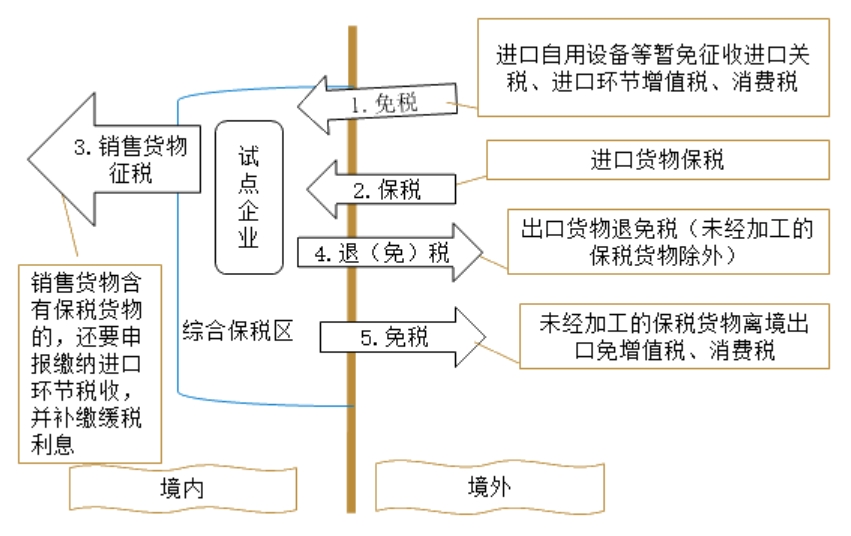 进口自用设备等暂免征收进口关
税、进口环节增值税、消费税
1.免税
3.销售货物
征税
试
点
企
业
进口货物保税
2.保税
出口货物退免税（未经加工的
保税货物除外）
4.退（免）税
销售货物含
有保税货物
的，还要申
报缴纳进口
环节税收，
并补缴缓税
利息
综合保税区
5.免税
未经加工的保税货物离境出
口免增值税、消费税
境内
境外